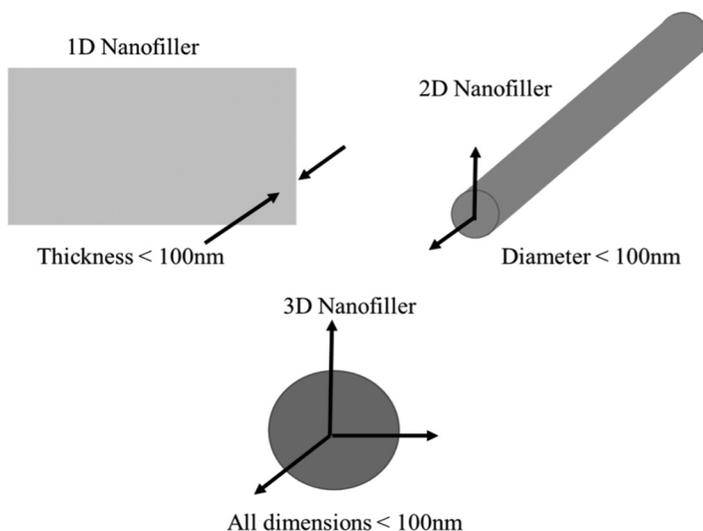 1D Nanofiller
2D Nanofiller
Thickness < 100nm
Diameter < 100nm
3D Nanofiller
All dimensions < 100nm